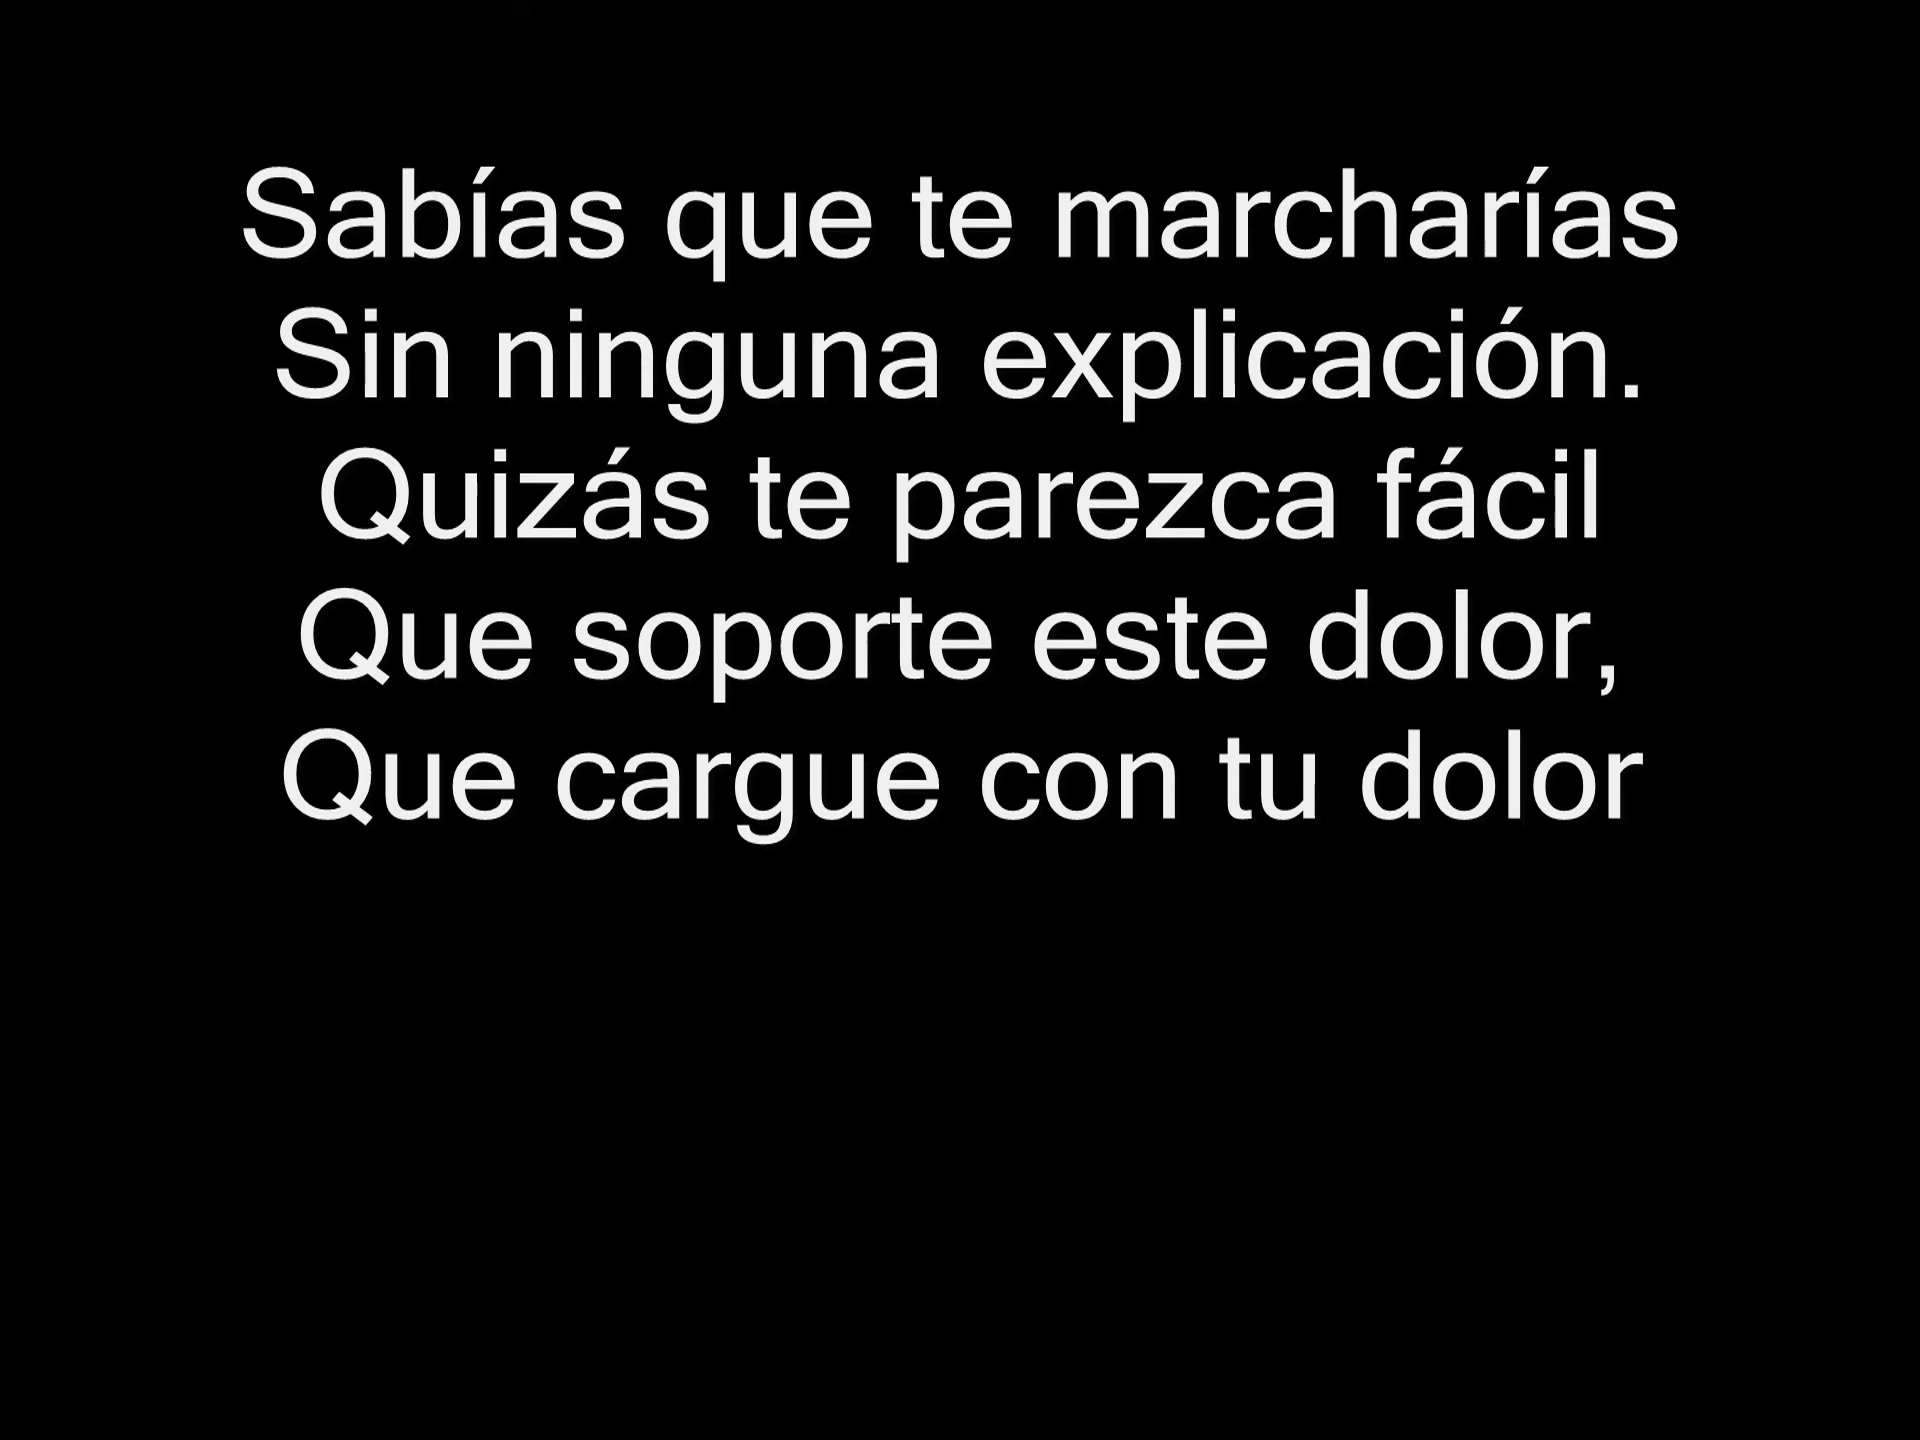 Sabías que te marcharías
Sin ninguna explicación.
Quizás te parezca fácil
Que soporte este dolor,
Que cargue con tu dolor